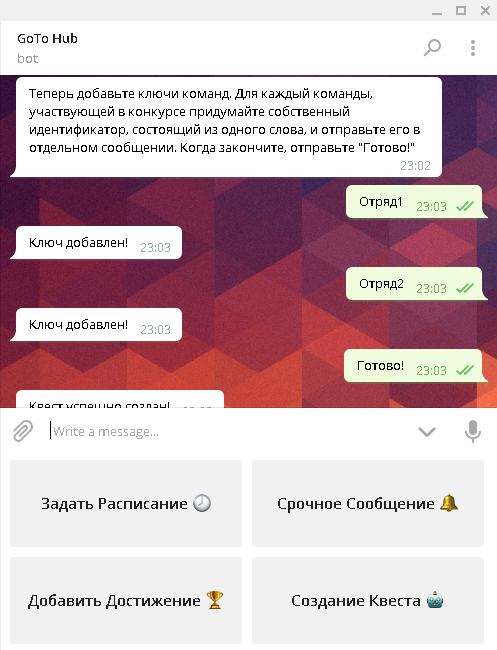 GoTo Hub
bot
Теперь добавьте ключи команд. Для каждый команды,
участвующей в конкурсе придумайте собственный
идентификатор, состоящий из одного слова, и отправьте его в
отдельном сообщении. Когда закончите, отправьте "Готово!"
23:02
Отряд1 23:03
Ключ добавлен! 23:03
Отряд2 23:03
Ключ добавлен! 23:03
Готово! 23:03
Квест успешно создан!
Write a message...
Задать Расписание
Срочное Сообщение
Добавить Достижение
Создание Квеста